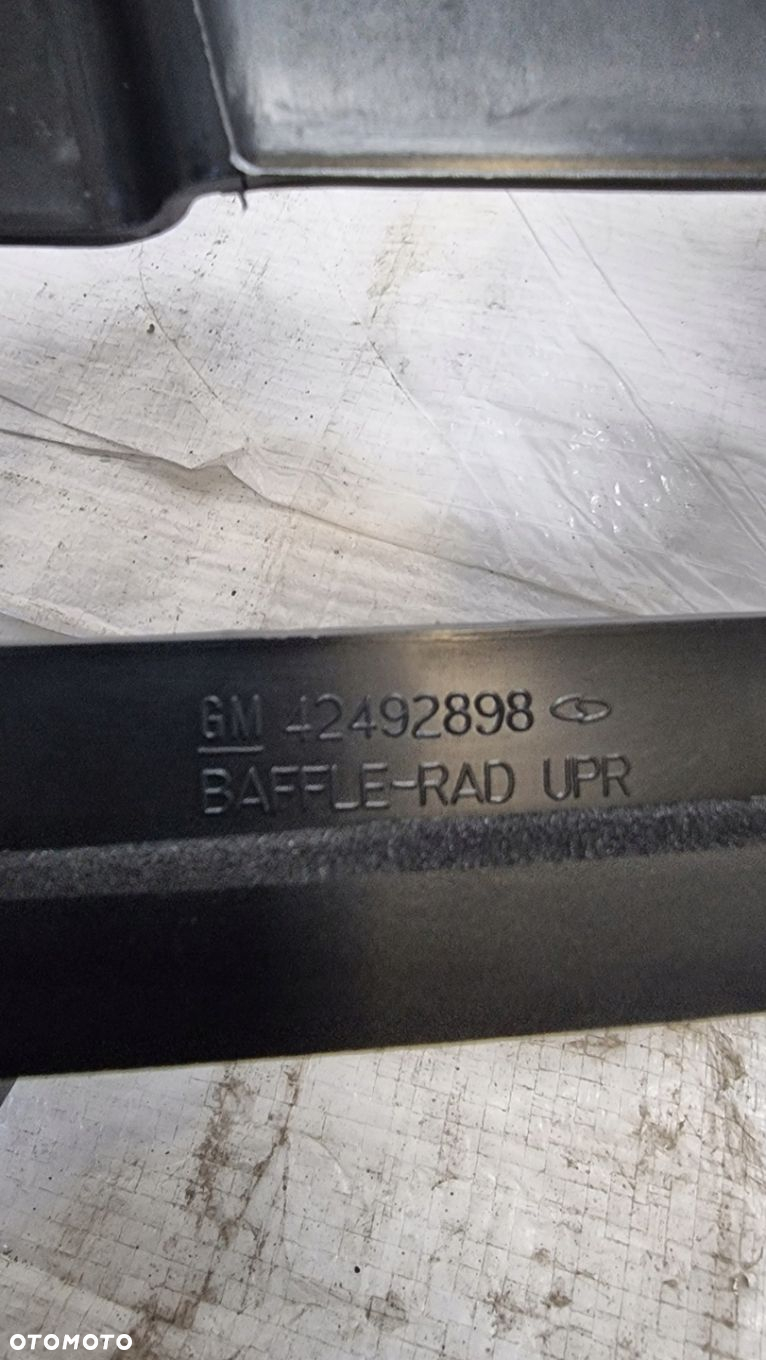 GM 42492898
BAFFLE-RAD UPR
OTOMOTO